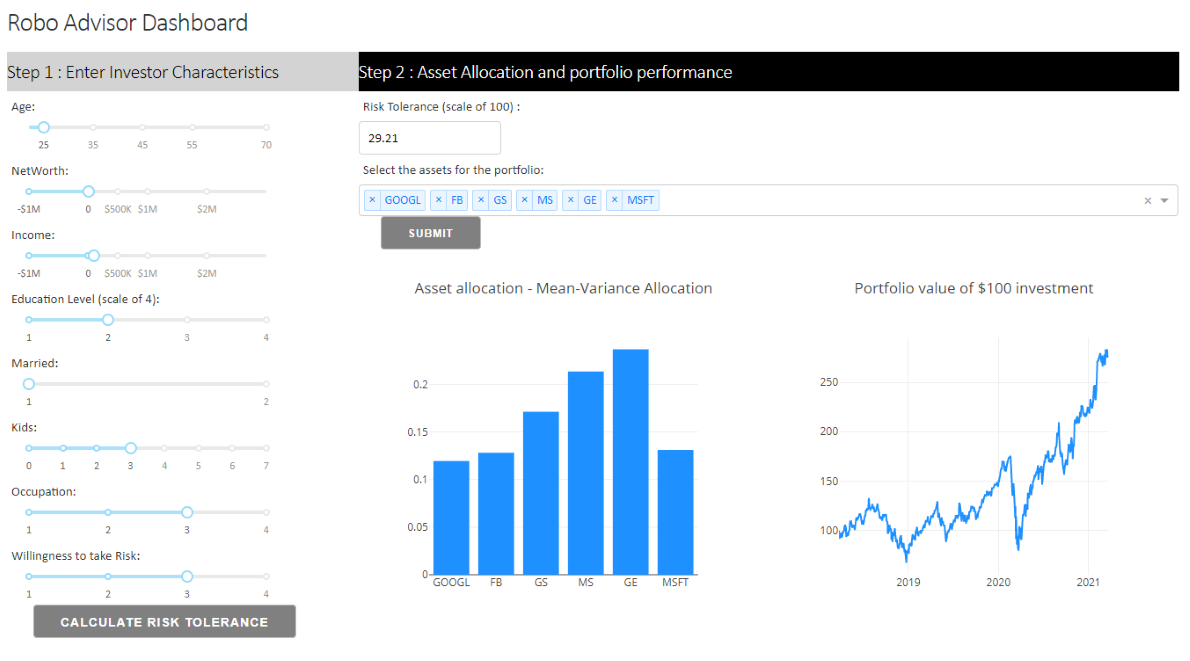 Robo Advisor Dashboard
Step 1 : Enter Investor Characteristics
Age:
25 35 45 55 70
NetWorth:
-$1M 0 $500K $1M $2M
Income:
-$1M 0 $500K $1M $2M
Education Level (scale of 4):
1 2 3 4
Married:
1 2
Kids:
0 1 2 3 4 5 6 7
Occupation:
1 2 3 4
Willingness to take Risk:
1 2 3 4
CALCULATE RISK TOLERANCE
Step 2 : Asset Allocation and portfolio performance
Risk Tolerance (scale of 100) :
29.21
Select the assets for the portfolio:
× GOOGL × FB × GS × MS × GE × MSFT ×
SUBMIT
Asset allocation - Mean-Variance Allocation
0.2
0.15
0.1
0.05
0
GOOGL FB GS MS GE MSFT
Portfolio value of $100 investment
250
200
150
100
2019 2020 2021